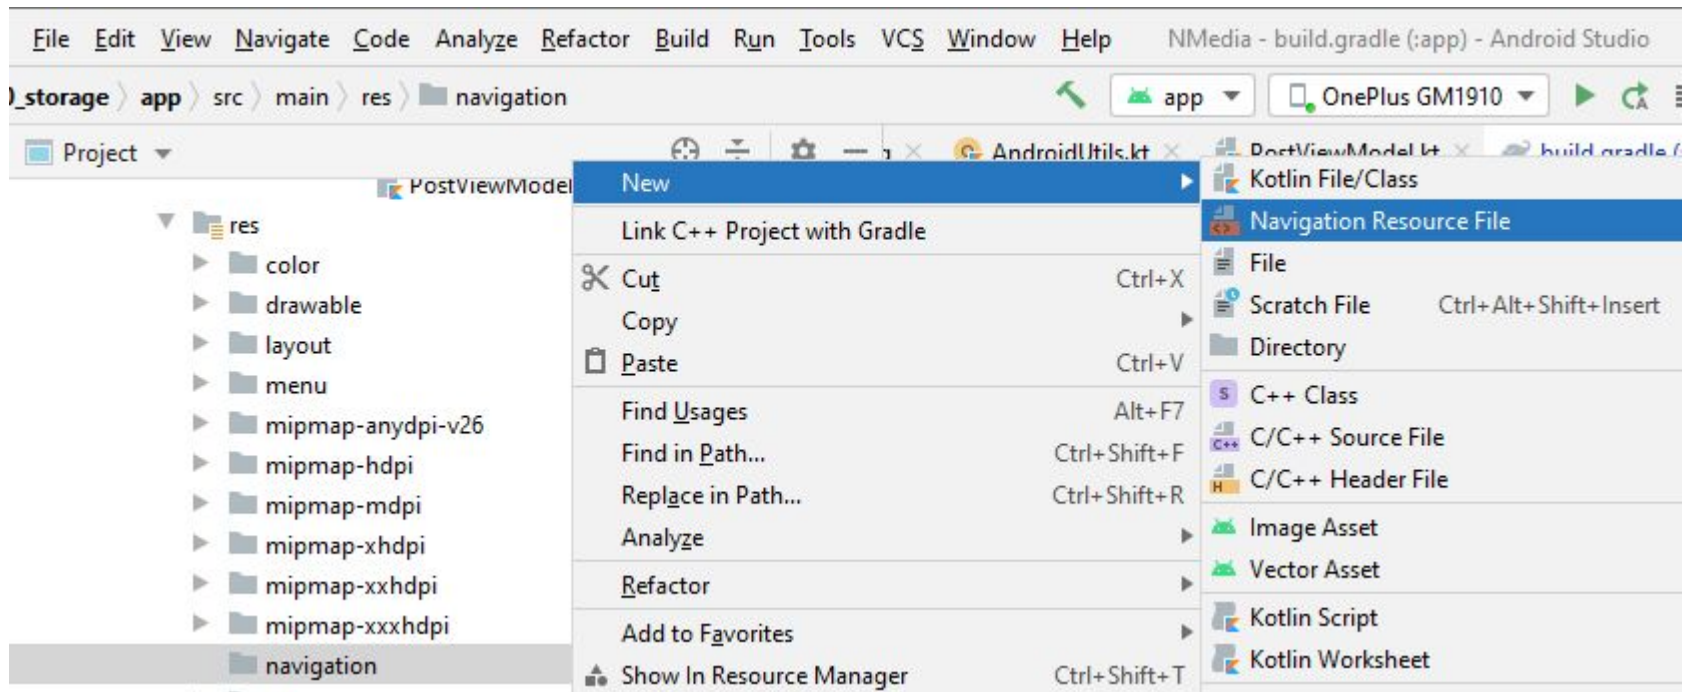 File Edit View Navigate Code Analyze Refactor Build Run Tools VCS Window Help NMedia - build.gradle (:app) - Android Studio
_storage app src main res navigation app OnePlus GM1910
Project AndroidUtils.kt PostViewModel.kt build.gradle (
PostViewModel
res
color
drawable
layout
menu
mipmap-anydpi-v26
mipmap-hdpi
mipmap-mdpi
mipmap-xhdpi
mipmap-xxhdpi
mipmap-xxxhdpi
navigation
New
Link C++ Project with Gradle
Cut Ctrl+X
Copy
Paste Ctrl+V
Find Usages Alt+F7
Find in Path... Ctrl+Shift+F
Replace in Path... Ctrl+Shift+R
Analyze
Refactor
Add to Favorites
Show In Resource Manager Ctrl+Shift+T
Kotlin File/Class
Navigation Resource File
File
Scratch File Ctrl+Alt+Shift+Insert
Directory
S C++ Class
C++ C/C++ Source File
H C/C++ Header File
Image Asset
Vector Asset
Kotlin Script
Kotlin Worksheet